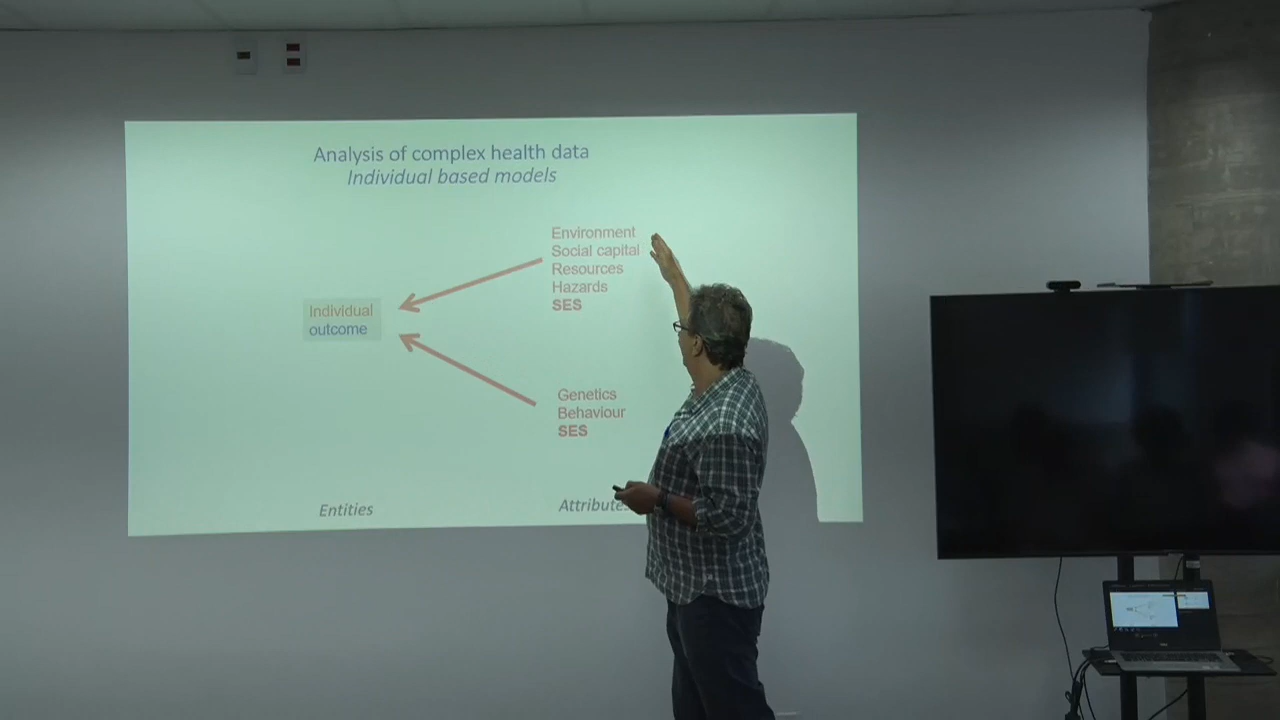 Analysis of complex health data
Individual based models
Environment
Social capital
Resources
Hazards
SES
Individual
outcome
Genetics
Behaviour
SES
Entities
Attributes